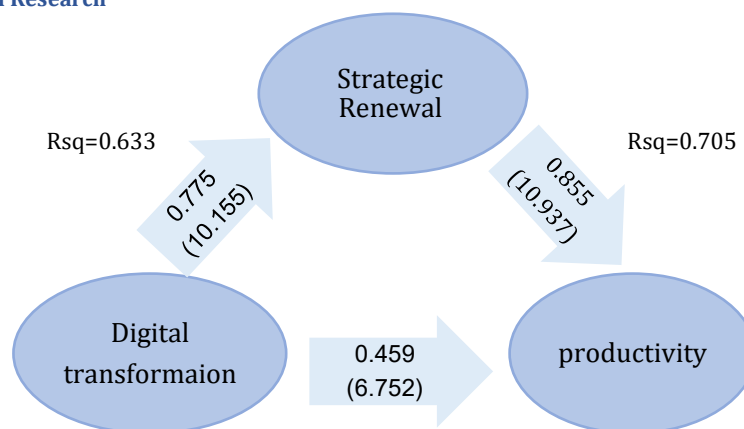 Research
Strategic
Renewal
Rsq=0.633
Rsq=0.705
0.775
(10.155)
0.855
(10.937)
Digital
transformaion
0.459
(6.752)
productivity